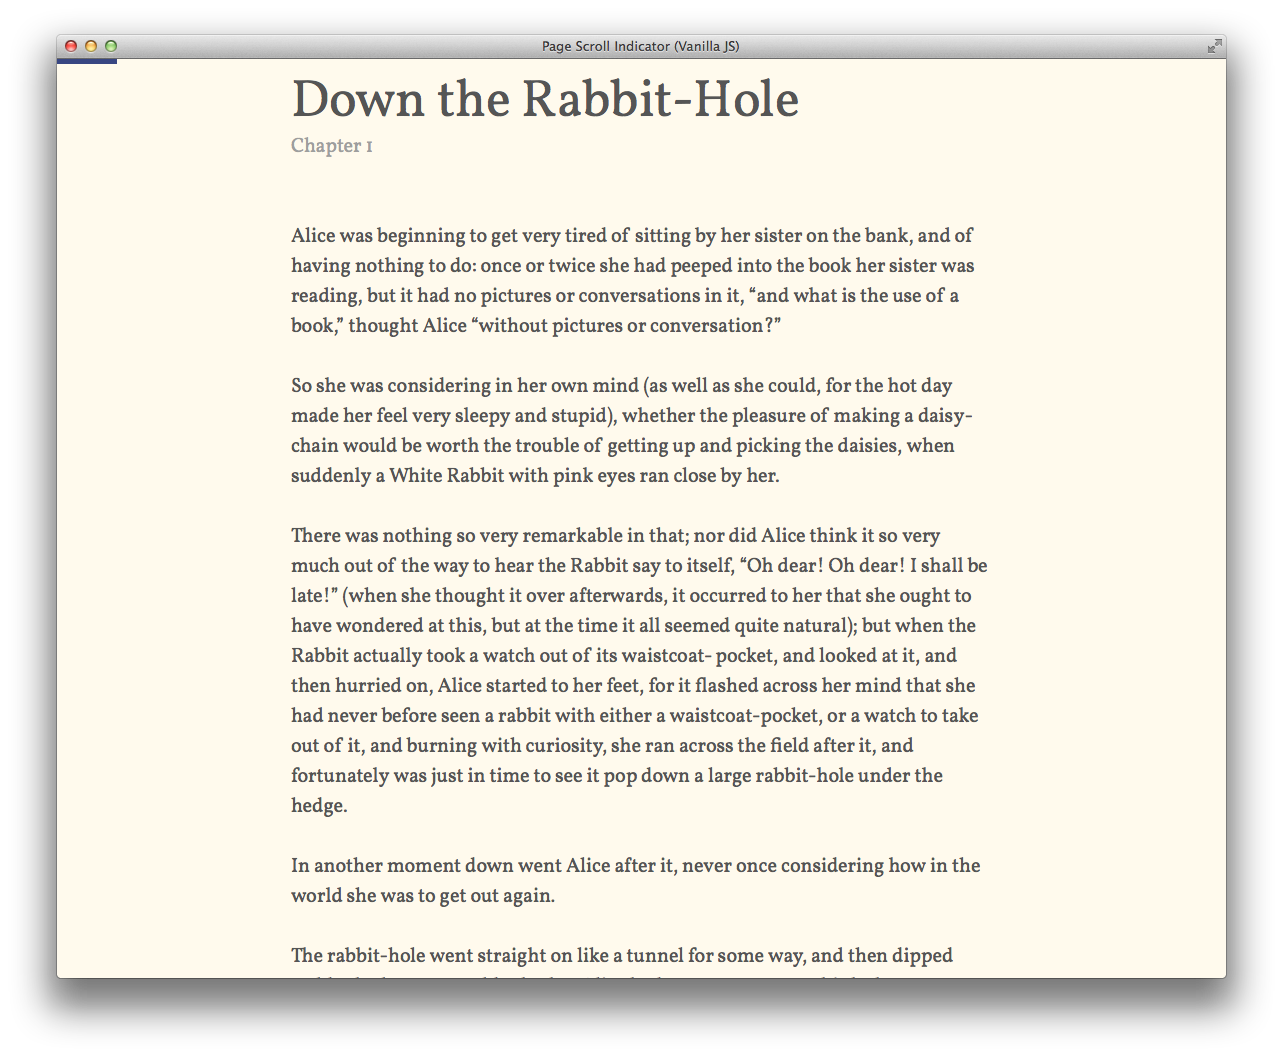 Page Scroll Indicator (Vanilla JS)
Down the Rabbit-Hole
Chapter 1
Alice was beginning to get very tired of sitting by her sister on the bank, and of
having nothing to do: once or twice she had peeped into the book her sister was
reading, but it had no pictures or conversations in it, “and what is the use of a
book,” thought Alice “without pictures or conversation?”
So she was considering in her own mind (as well as she could, for the hot day
made her feel very sleepy and stupid), whether the pleasure of making a daisy-
chain would be worth the trouble of getting up and picking the daisies, when
suddenly a White Rabbit with pink eyes ran close by her.
There was nothing so very remarkable in that; nor did Alice think it so very
much out of the way to hear the Rabbit say to itself, “Oh dear! Oh dear! I shall be
late!” (when she thought it over afterwards, it occurred to her that she ought to
have wondered at this, but at the time it all seemed quite natural); but when the
Rabbit actually took a watch out of its waistcoat- pocket, and looked at it, and
then hurried on, Alice started to her feet, for it flashed across her mind that she
had never before seen a rabbit with either a waistcoat-pocket, or a watch to take
out of it, and burning with curiosity, she ran across the field after it, and
fortunately was just in time to see it pop down a large rabbit-hole under the
hedge.
In another moment down went Alice after it, never once considering how in the
world she was to get out again.
The rabbit-hole went straight on like a tunnel for some way, and then dipped